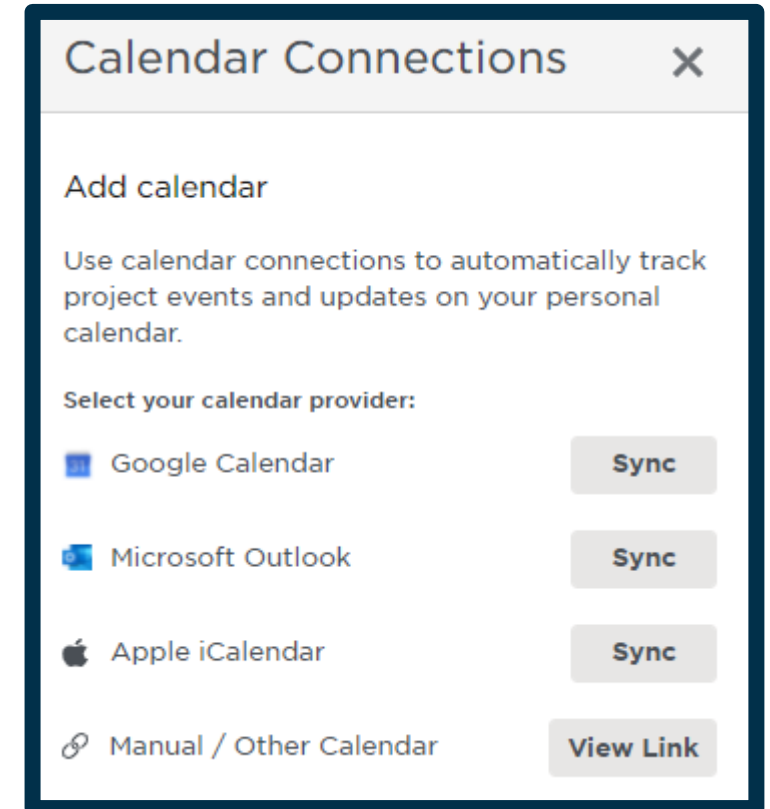 Calendar Connections
Add calendar
Use calendar connections to automatically track
project events and updates on your personal
calendar.
Select your calendar provider:
31 Google Calendar Sync
Microsoft Outlook Sync
Apple iCalendar Sync
Manual / Other Calendar View Link